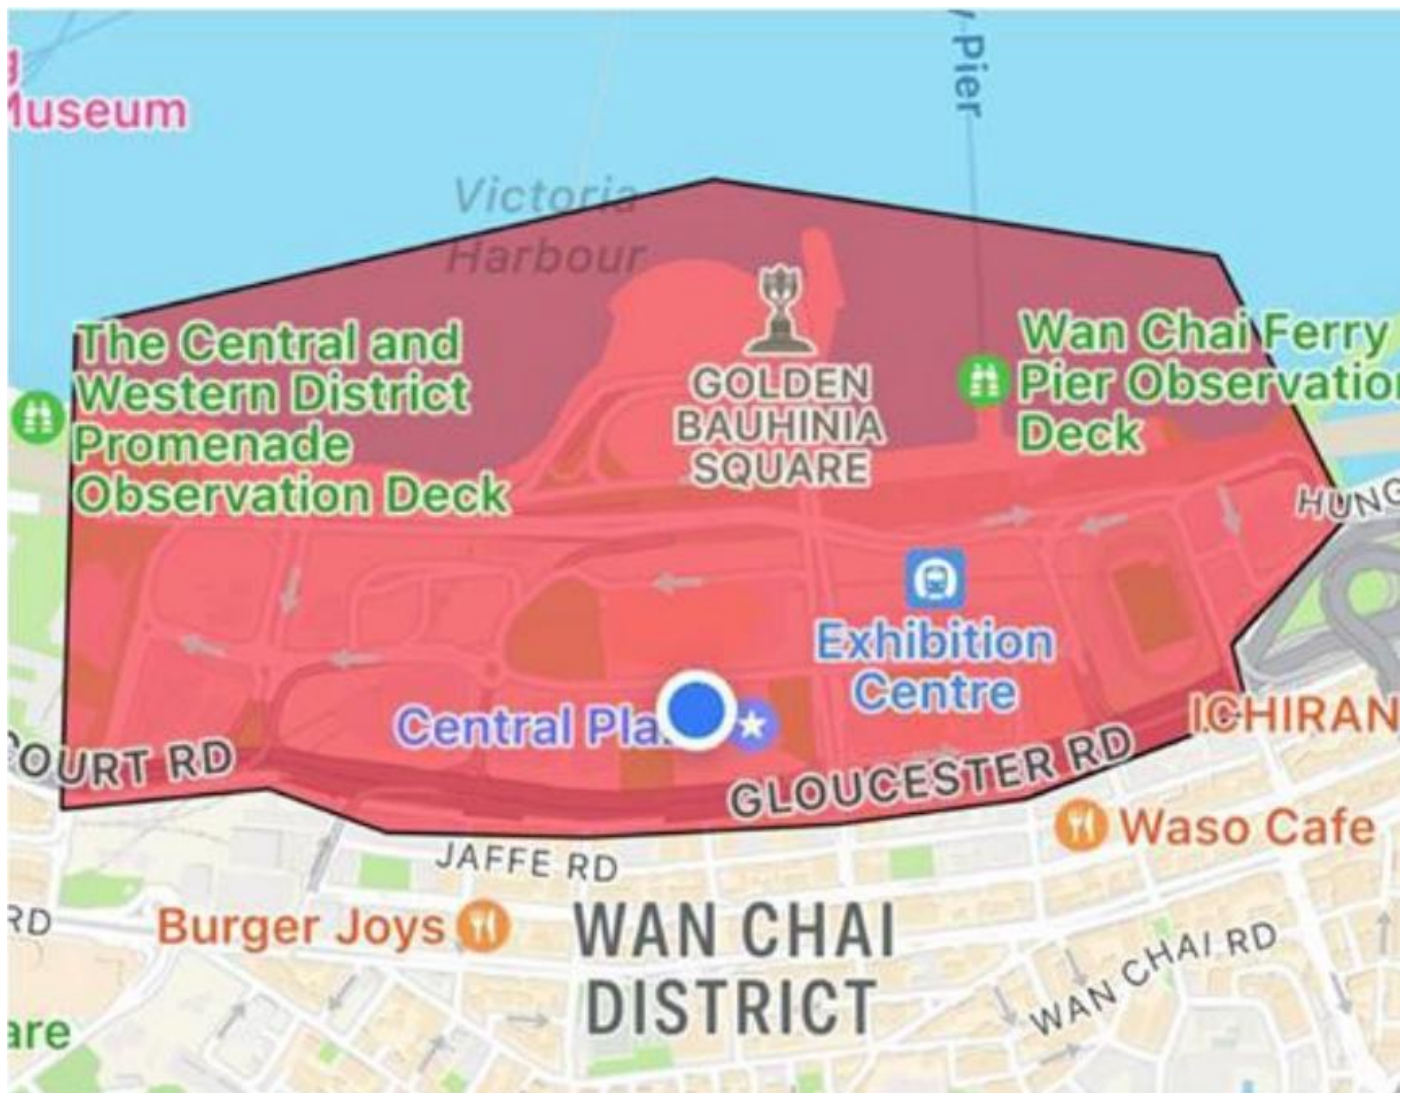 Museum
Pier
Victoria
Harbour
The Central and
Western District
Promenade
Observation Deck
GOLDEN
BAUHINIA
SQUARE
Wan Chai Ferry
Pier Observatio
Deck
HUNG
Exhibition
Centre
Central Pla
ICHIRAN
COURT RD
GLOUCESTER RD
Waso Cafe
JAFFE RD
RD
Burger Joys
WAN CHAI
DISTRICT
WAN CHAI RD
are